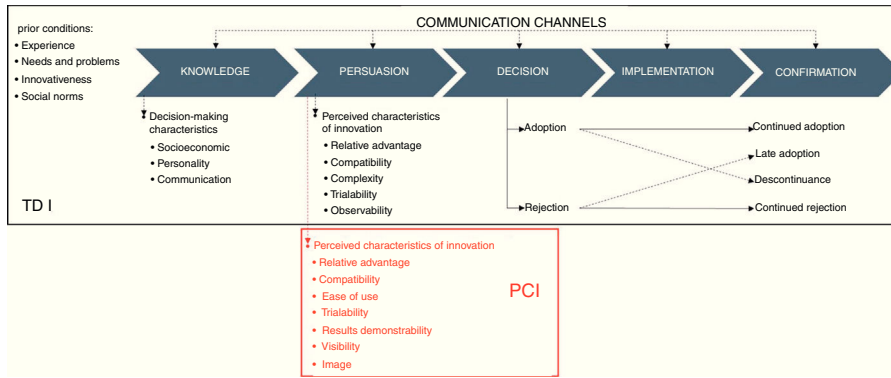 COMMUNICATION CHANNELS
prior conditions:
• Experience
• Needs and problems
• Innovativeness
• Social norms
KNOWLEDGE
PERSUASION
DECISION
IMPLEMENTATION
CONFIRMATION
• Decision-making
characteristics
• Socioeconomic
• Personality
• Communication
• Perceived characteristics
of innovation
• Relative advantage
• Compatibility
• Complexity
• Trialability
• Observability
Adoption
Rejection
Continued adoption
Late adoption
Discontinuance
Continued rejection
TD I
• Perceived characteristics of innovation
• Relative advantage
• Compatibility
• Ease of use
• Trialability
• Results demonstrability
• Visibility
• Image
PCI